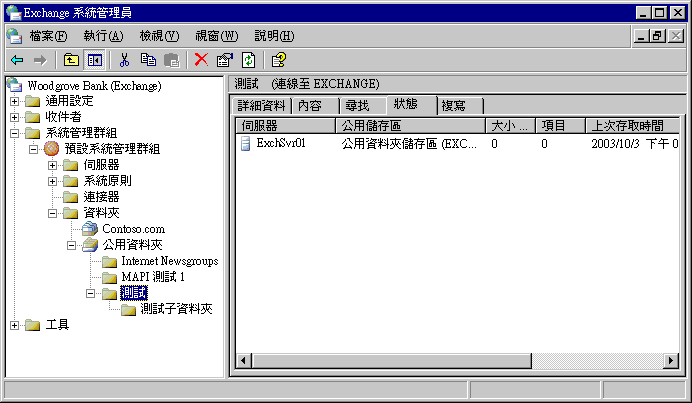 Exchange 系統管理員
檔案(F) 執行(A) 檢視(V) 視窗(W) 說明(H)
Woodgrove Bank (Exchange)
通用設定
收件者
系統管理群組
預設系統管理群組
伺服器
系統原則
連接器
資料夾
Contoso.com
公用資料夾
Internet Newsgroups
MAPI 測試 1
測試
測試子資料夾
工具
測試 (連線至 EXCHANGE)
詳細資料 內容 尋找 狀態 複寫
伺服器 公用儲存區 大小 ... 項目 上次存取時間
ExchSvr01 公用資料夾儲存區 (EXC... 0 0 2003/10/3 下午 0